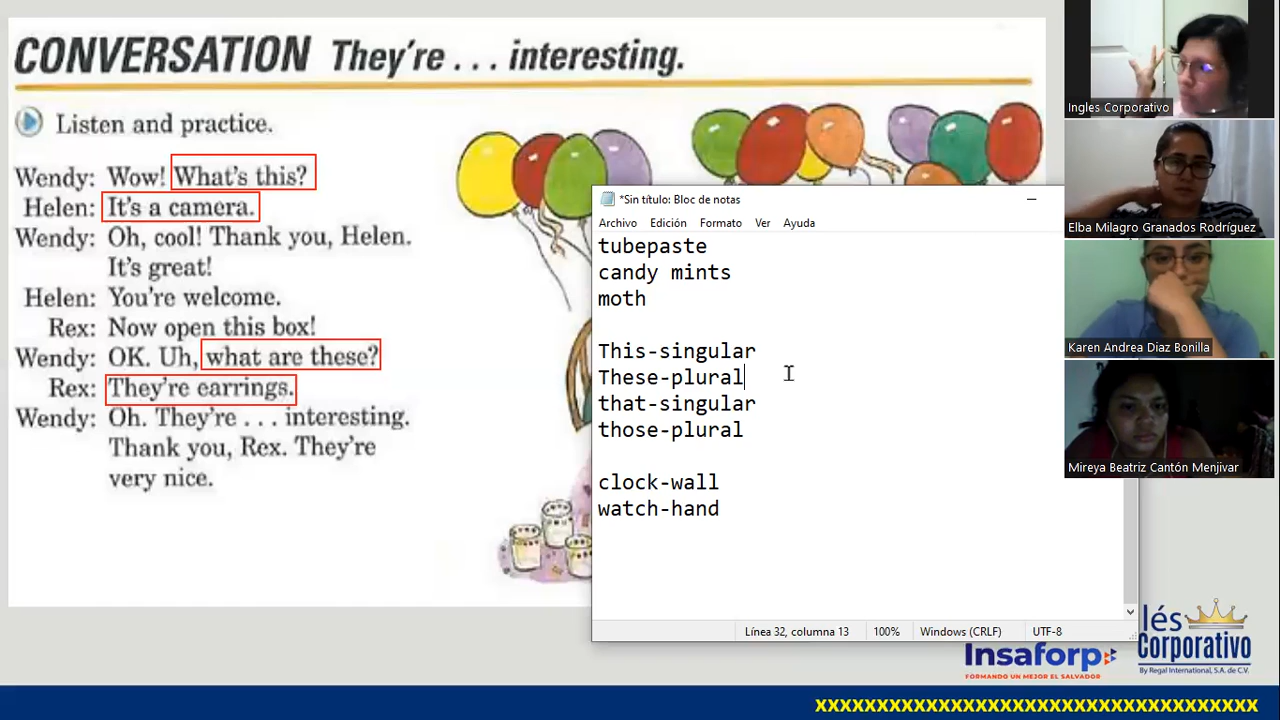 CONVERSATION They're . . . interesting.
Listen and practice.
Wendy: Wow! What's this?
Helen: It's a camera.
Wendy: Oh, cool! Thank you, Helen.
It's great!
Helen: You're welcome.
Rex: Now open this box!
Wendy: OK. Uh, what are these?
Rex: They're earrings.
Wendy: Oh. They're . . . interesting.
Thank you, Rex. They're
very nice.
*Sin título: Bloc de notas
Archivo Edición Formato Ver Ayuda
tubepaste
candy mints
moth
This-singular
These-plural
that-singular
those-plural
clock-wall
watch-hand
Línea 32, columna 13 100% Windows (CRLF) UTF-8
Ingles Corporativo
Elba Milagro Granados Rodríguez
Karen Andrea Diaz Bonilla
Mireya Beatriz Cantón Menjivar
lés
Corporativo
By Regal International, S.A. de C.V.
Insaforp
FORMANDO UN MEJOR EL SALVADOR
XXXXXXXXXXXXXXXXXXXXXXXXXXXXXXXXXXX